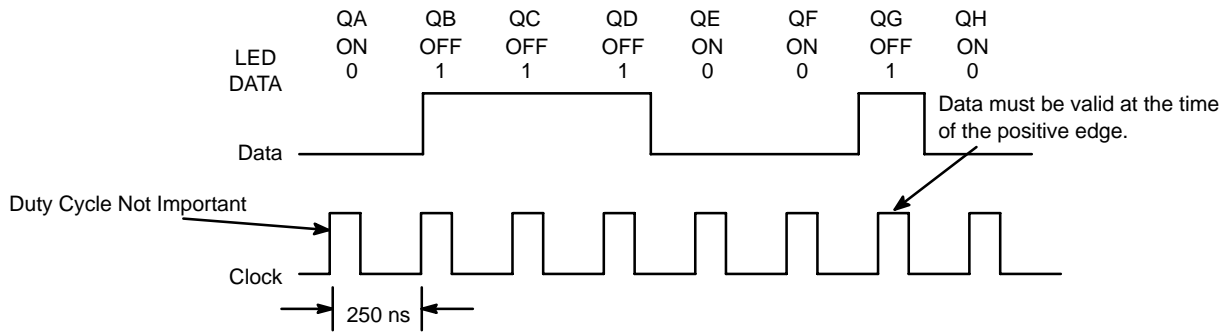 QA QB QC QD QE QF QG QH
ON OFF OFF OFF ON ON OFF ON
LED
DATA
0 1 1 1 0 0 1 0
Data must be valid at the time
of the positive edge.
Data
Duty Cycle Not Important
Clock
250 ns